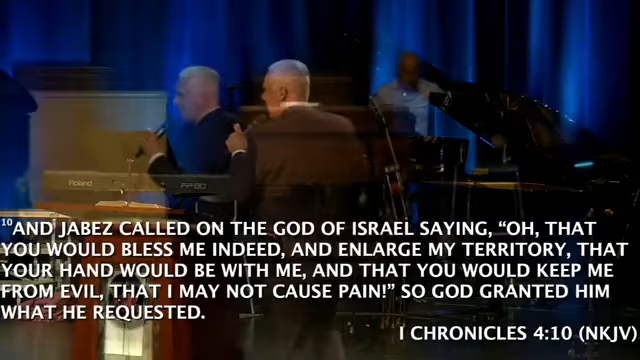 Roland
10AND JABEZ CALLED ON THE GOD OF ISRAEL SAYING, “OH, THAT
YOU WOULD BLESS ME INDEED, AND ENLARGE MY TERRITORY, THAT
YOUR HAND WOULD BE WITH ME, AND THAT YOU WOULD KEEP ME
FROM EVIL, THAT I MAY NOT CAUSE PAIN!” SO GOD GRANTED HIM
WHAT HE REQUESTED.
I CHRONICLES 4:10 (NKJV)